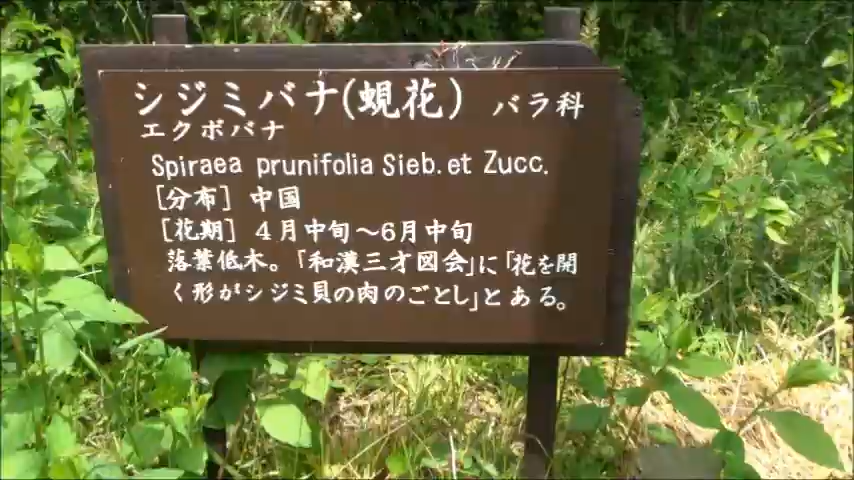 シジミバナ(蜆花) バラ科
エクボバナ
Spiraea prunifolia Sieb. et Zucc.
[分布] 中国
[花期] 4月中旬～6月中旬
落葉低木。「和漢三才図会」に「花を開
く形がシジミ貝の肉のごとし」とある。